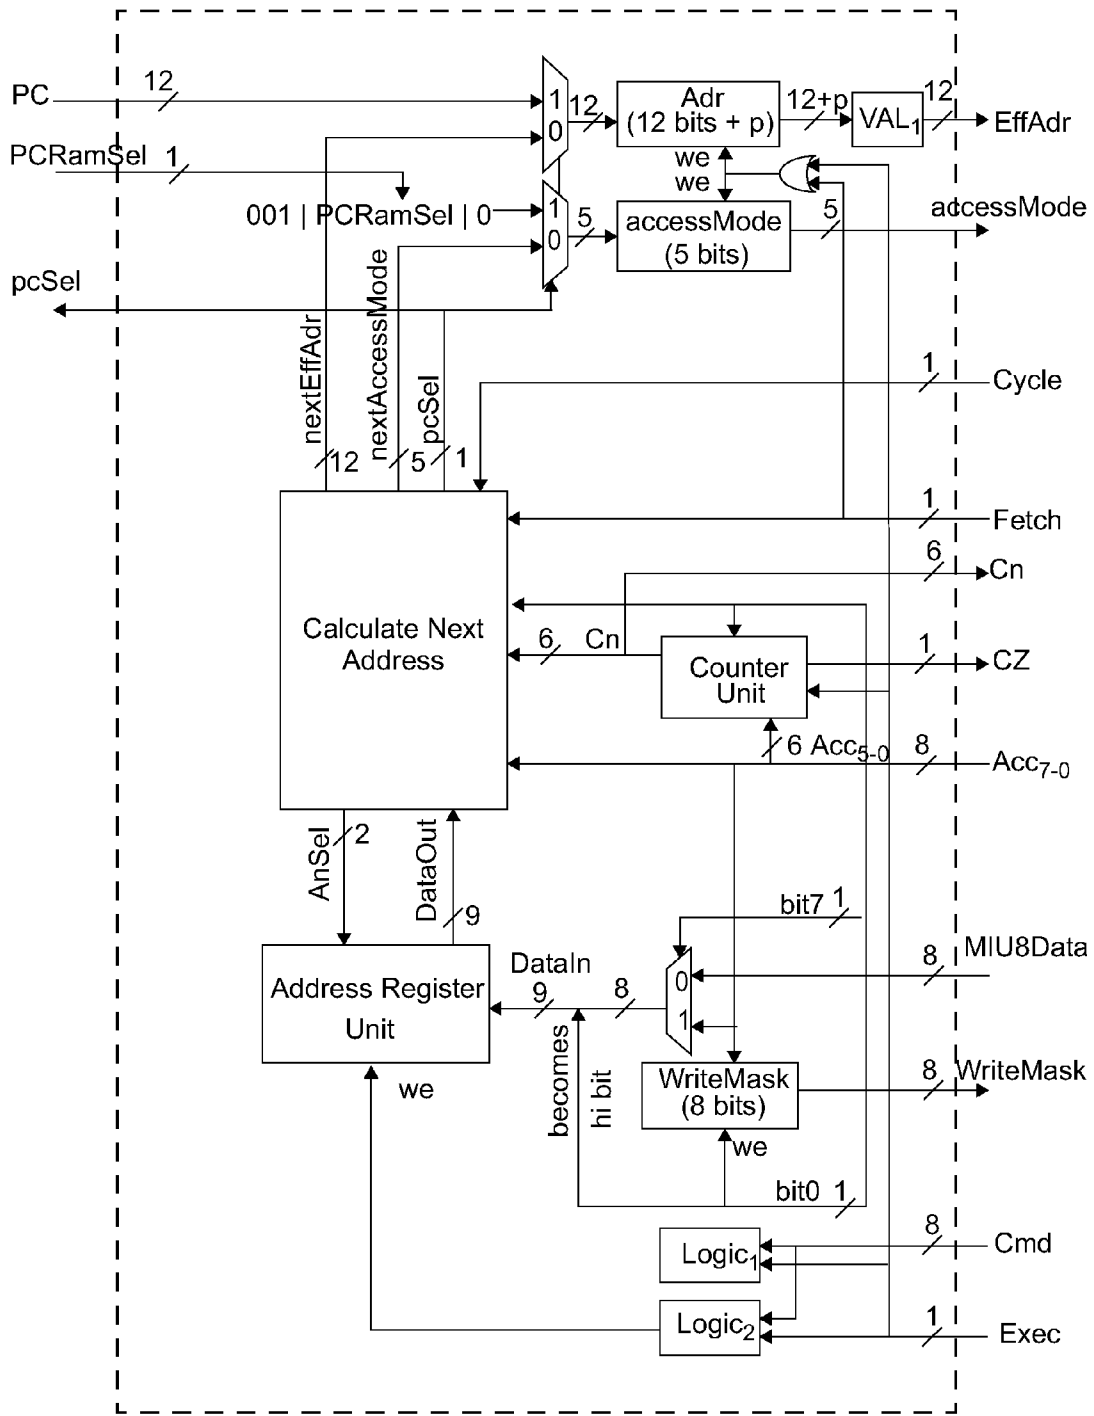 PC
12
1
0
12
Adr
(12 bits + p)
12+p
VAL1
12
EffAdr
PCRamSel
1
we
we
001 | PCRamSel | 0
1
0
5
accessMode
(5 bits)
5
accessMode
pcSel
nextEffAdr
nextAccessMode
pcSel
12
5
1
1
Cycle
1
Fetch
6
Cn
Calculate Next
Address
6
Cn
Counter
Unit
1
CZ
6 Acc5-0
8
Acc7-0
AnSel
2
DataOut
9
bit7
1
Address Register
Unit
DataIn
9
8
0
1
8
MIU8Data
becomes
hi bit
WriteMask
(8 bits)
8
WriteMask
we
we
bit0
1
Logic1
8
Cmd
Logic2
1
Exec